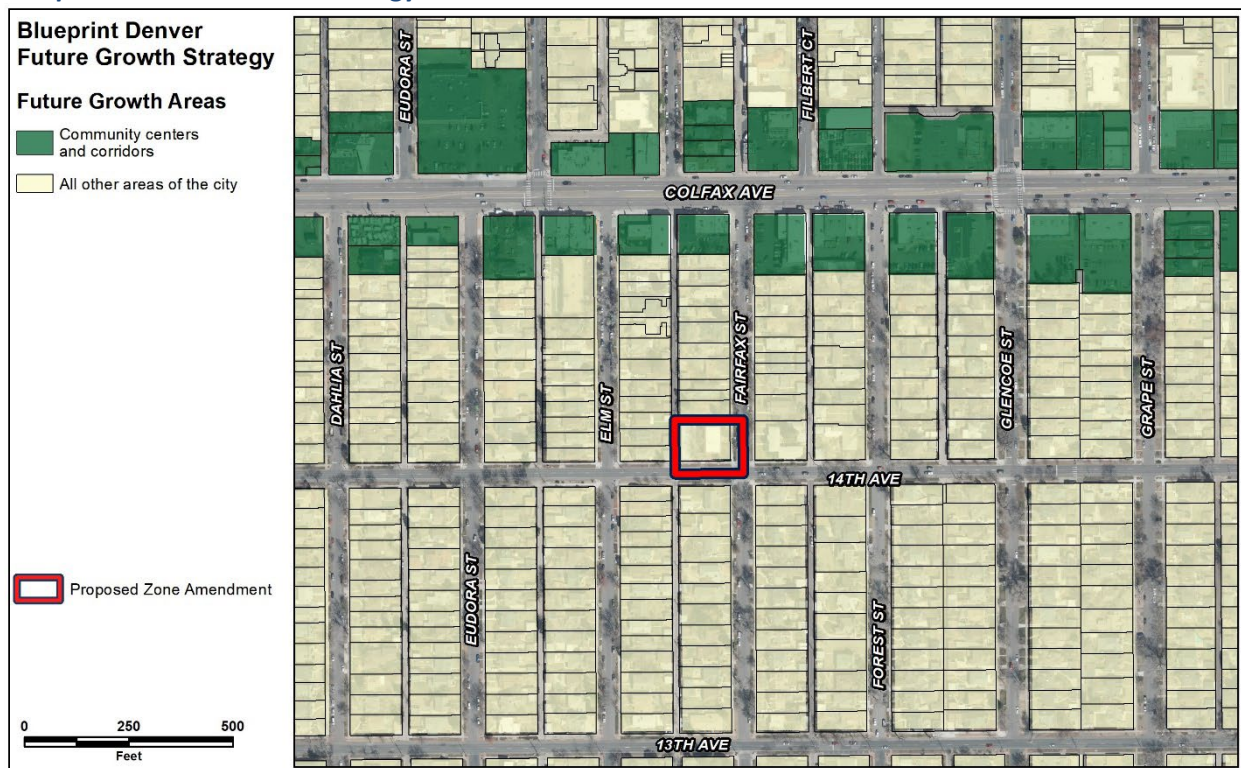 Blueprint Denver
Future Growth Strategy
Future Growth Areas
Community centers
and corridors
All other areas of the city
Proposed Zone Amendment
0 250 500
Feet
EUDORA ST
FILBERT CT
COLFAX AVE
DAHLIA ST
ELM ST
FAIRFAX ST
GLENCOE ST
GRAPE ST
14TH AVE
EUDORA ST
FOREST ST
13TH AVE